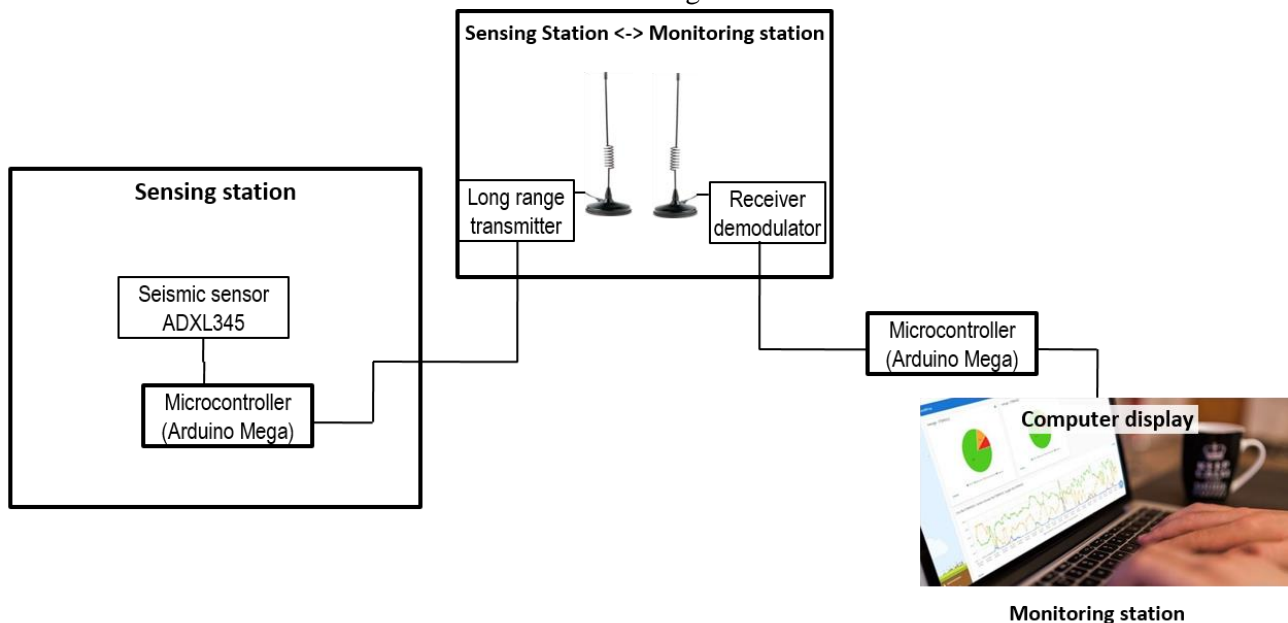 Sensing Station <-> Monitoring station
Long range
transmitter
Receiver
demodulator
Sensing station
Seismic sensor
ADXL345
Microcontroller
(Arduino Mega)
Microcontroller
(Arduino Mega)
Computer display
KEEP
Monitoring station